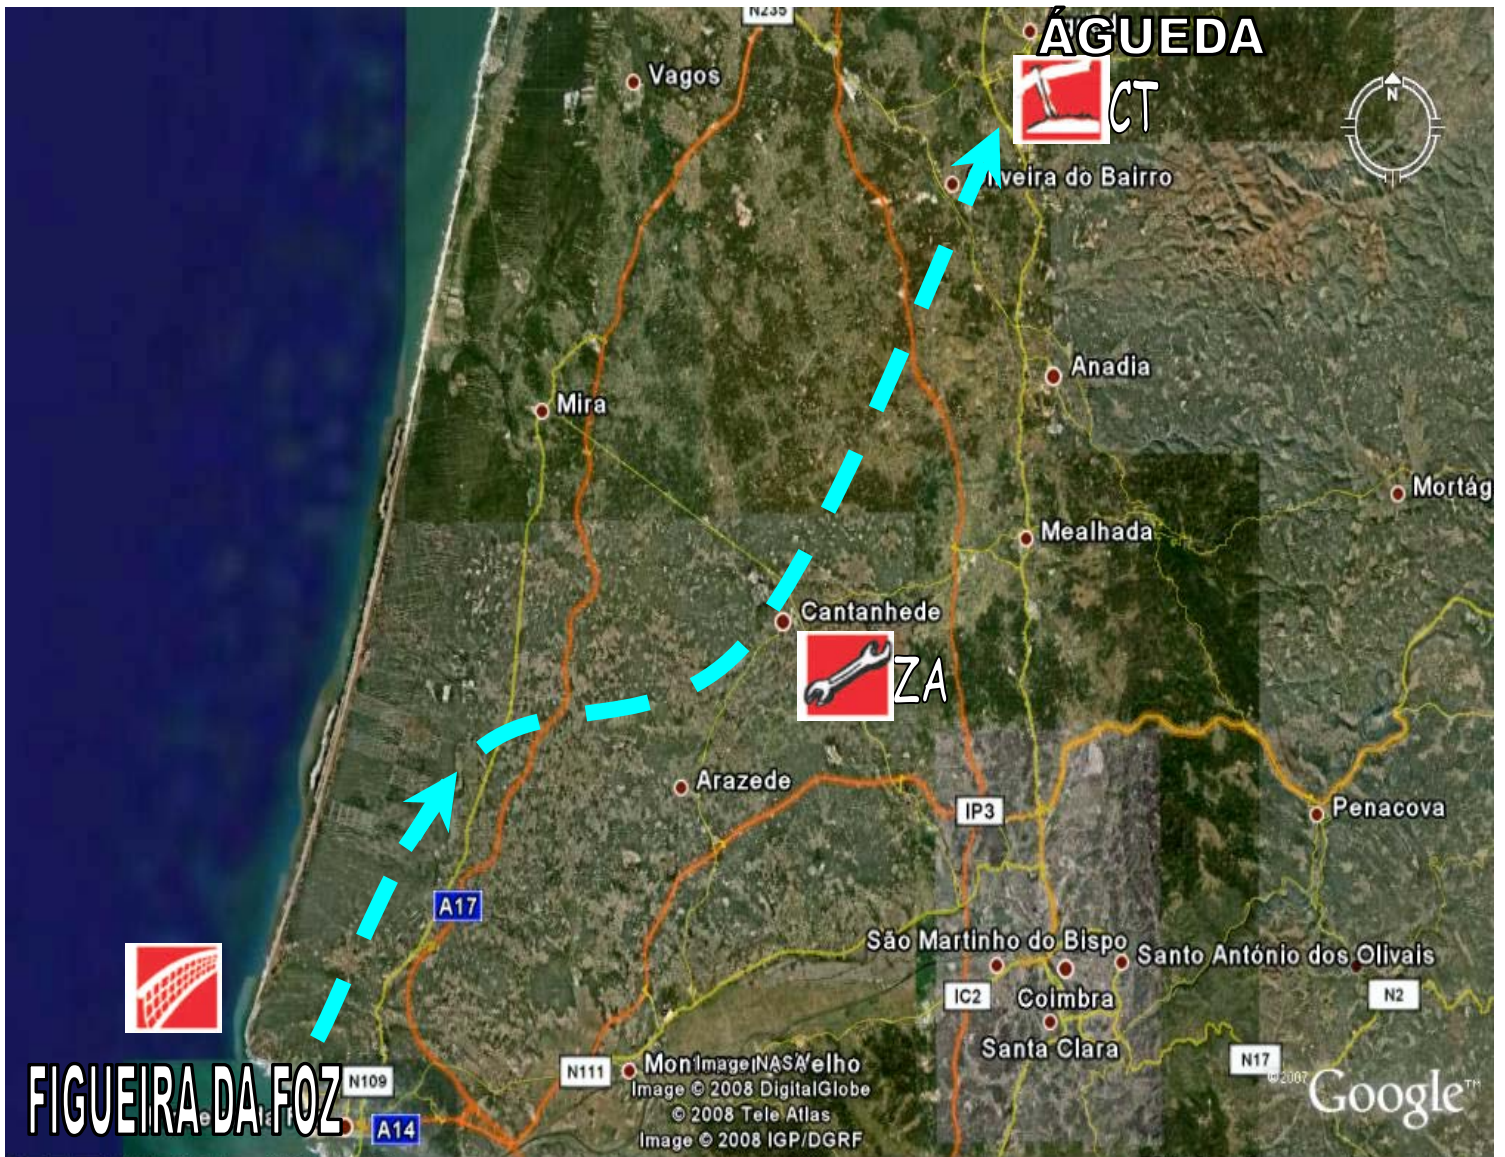 N235
ÁGUEDA
Vagos
CT
N
Oliveira do Bairro
Anadia
Mira
Mortág
Mealhada
Cantanhede
ZA
Arazede
IP3
Penacova
A17
São Martinho do Bispo
Santo António dos Olivais
IC2
Coimbra
N2
Santa Clara
N17
N111
Image NASA
N109
Image © 2008 DigitalGlobe
©2007 Google™
FIGUEIRA DA FOZ
© 2008 Tele Atlas
A14
Image © 2008 IGP/DGRF